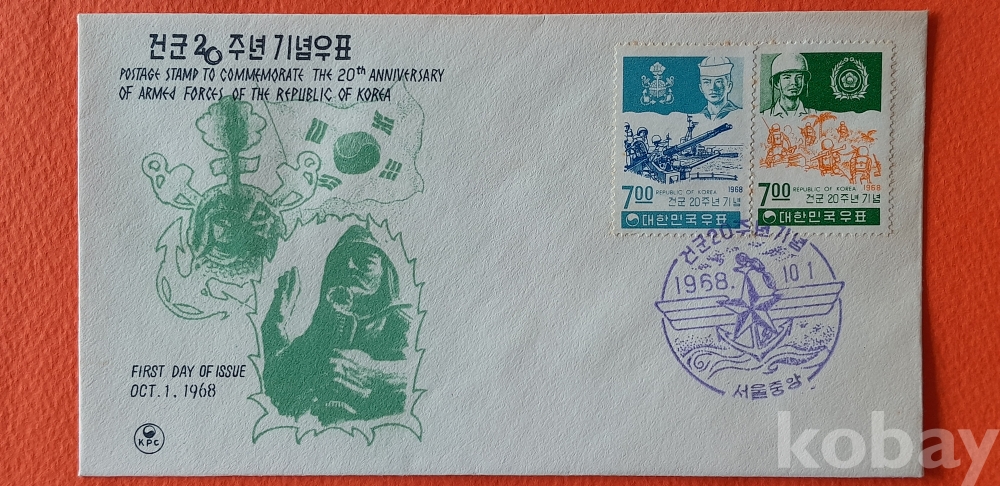 건군 20 주년 기념우표
POSTAGE STAMP TO COMMEMORATE THE 20th ANNIVERSARY
OF ARMED FORCES OF THE REPUBLIC OF KOREA
FIRST DAY OF ISSUE
OCT. 1. 1968
KPC
7.00 REPUBLIC OF KOREA 1968
건군 20주년 기념
대한민국우표
7.00 REPUBLIC OF KOREA 1968
건군 20주년 기념
대한민국우표
건군20주년기념
1968. 10 1
서울중앙
kobay